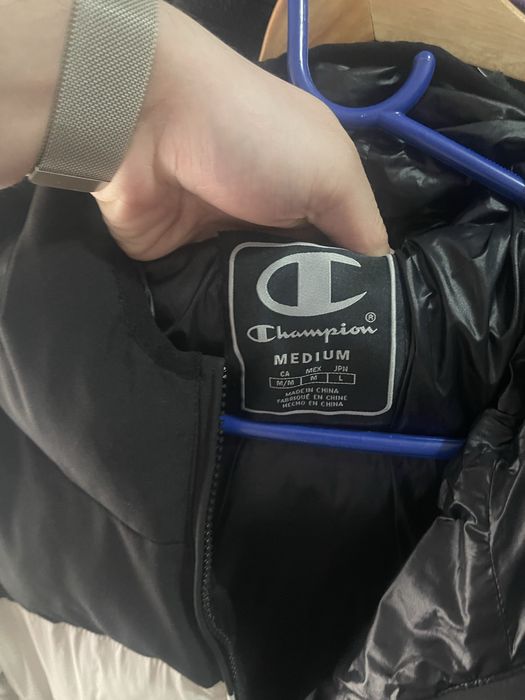 Champion®
MEDIUM
CA MEX JPN
M/M M L
MADE IN CHINA
FABRIQUÉ EN CHINE
HECHO EN CHINA